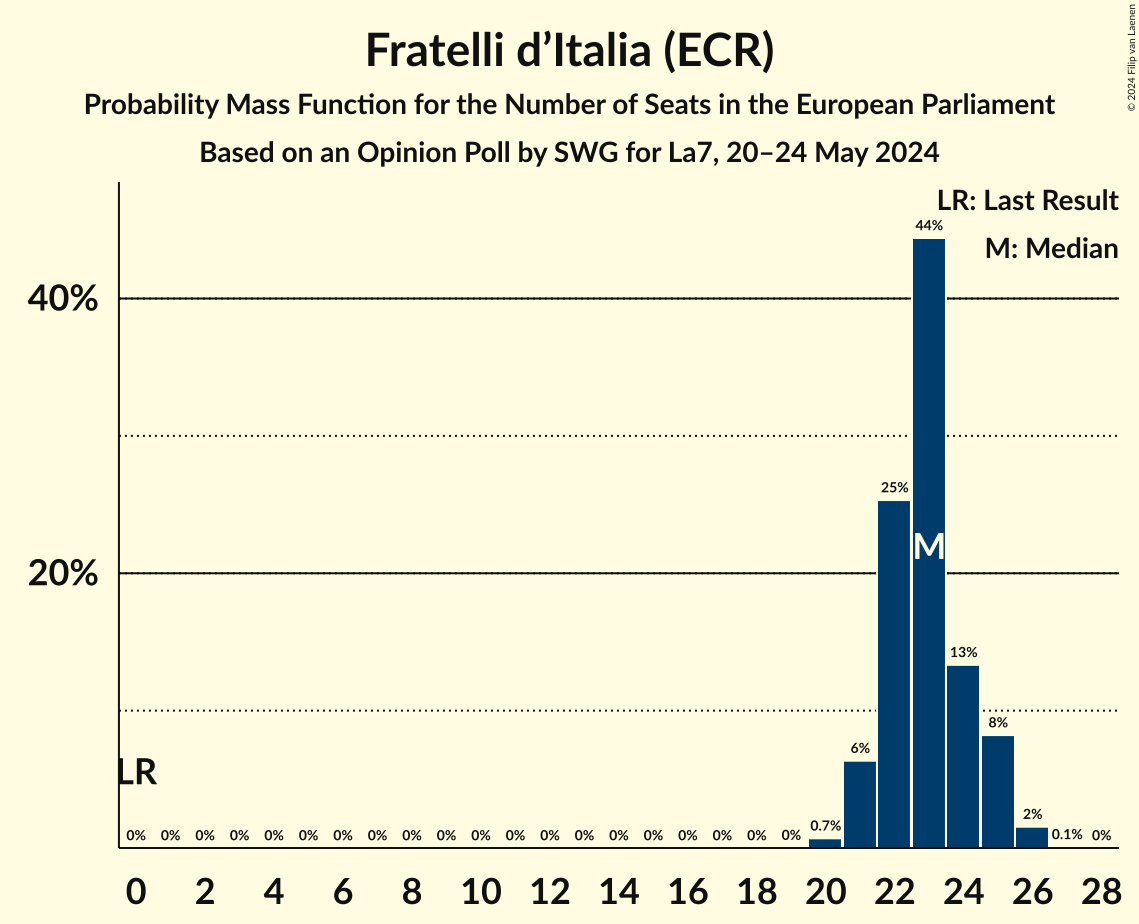 Fratelli d’Italia (ECR)
Probability Mass Function for the Number of Seats in the European Parliament
Based on an Opinion Poll by SWG for La7, 20–24 May 2024
© 2024 Filip van Laenen
LR: Last Result
M: Median
44%
40%
25%
M
20%
13%
8%
6%
LR
2%
0% 0% 0% 0% 0% 0% 0% 0% 0% 0% 0% 0% 0% 0% 0% 0% 0% 0% 0% 0% 0.7% 0.1% 0%
0 2 4 6 8 10 12 14 16 18 20 22 24 26 28